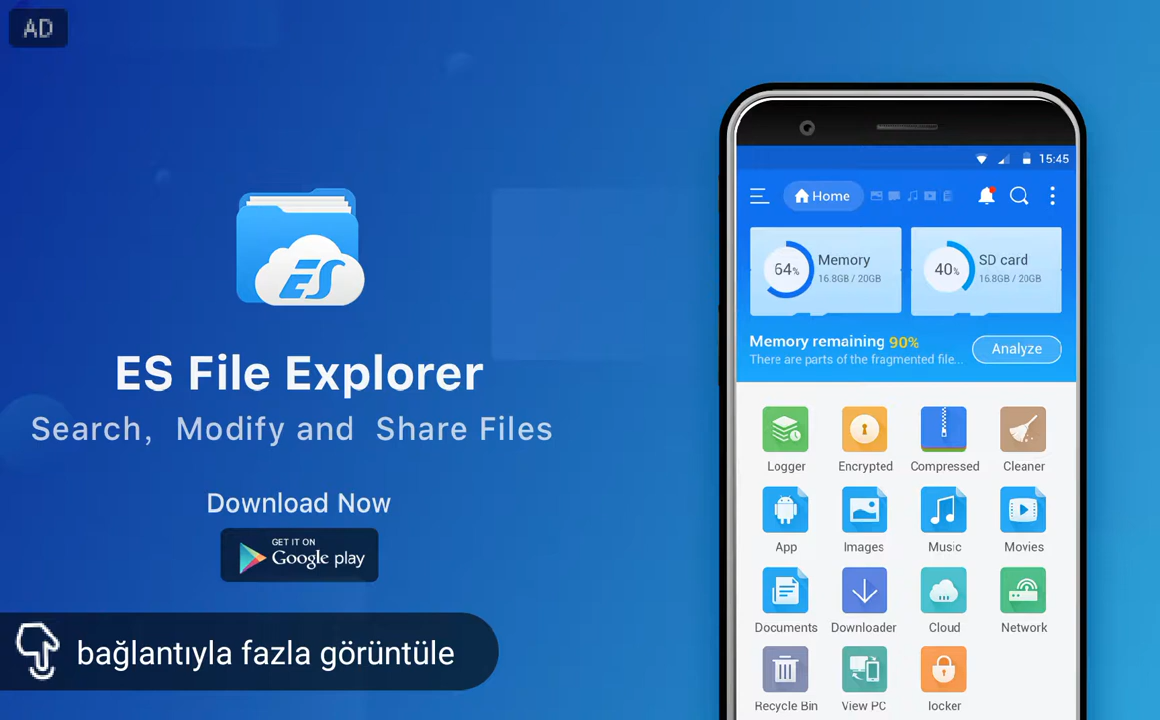 AD
ES
ES File Explorer
Search, Modify and Share Files
Download Now
GET IT ON
Google play
bağlantıyla fazla görüntüle
15:45
Home
64% Memory
16.8GB / 20GB
40% SD card
16.8GB / 20GB
Memory remaining 90%
There are parts of the fragmented file...
Analyze
Logger Encrypted Compressed Cleaner
App Images Music Movies
Documents Downloader Cloud Network
Recycle Bin View PC locker